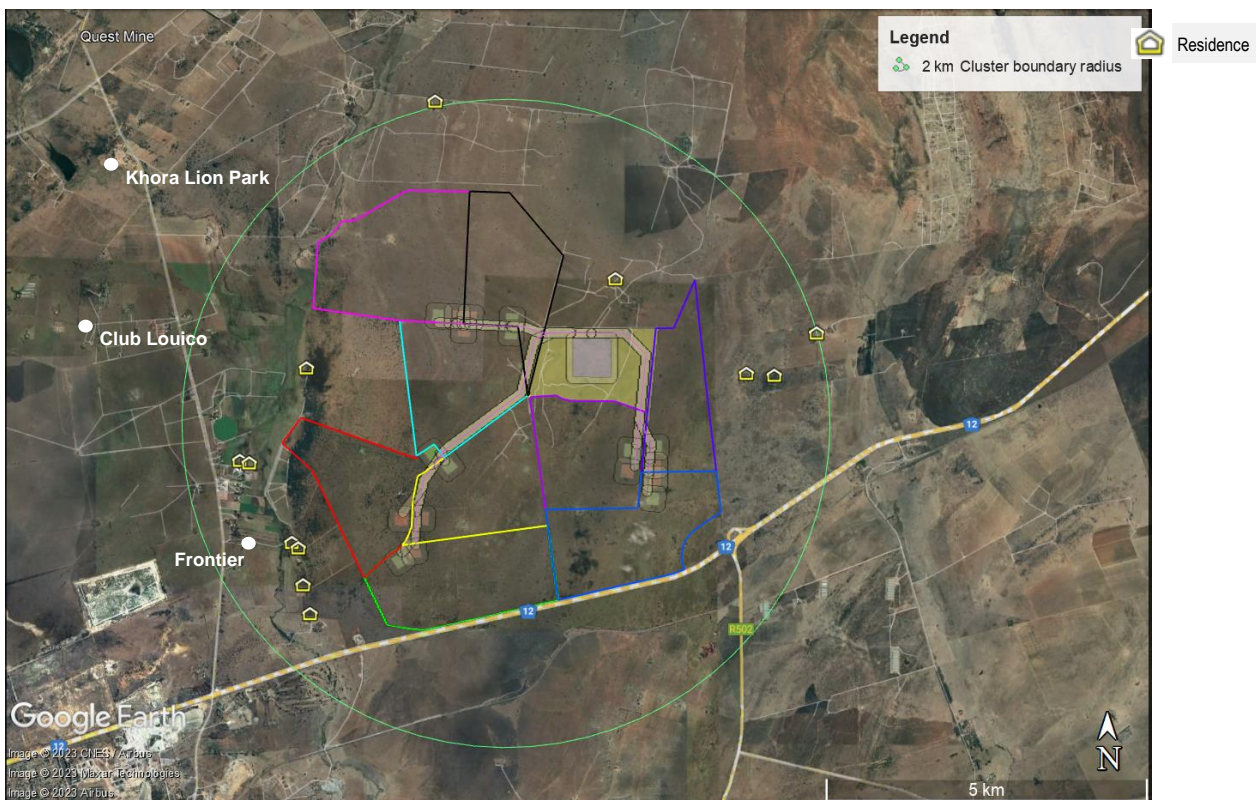 Quest Mine
Legend
2 km Cluster boundary radius
Residence
Khora Lion Park
Club Louico
12
12
Frontier
12
R502
Google Earth
12
Image © 2023 CNES / Airbus
Image © 2023 Maxar Technologies
Image © 2023 Airbus
N
5 km